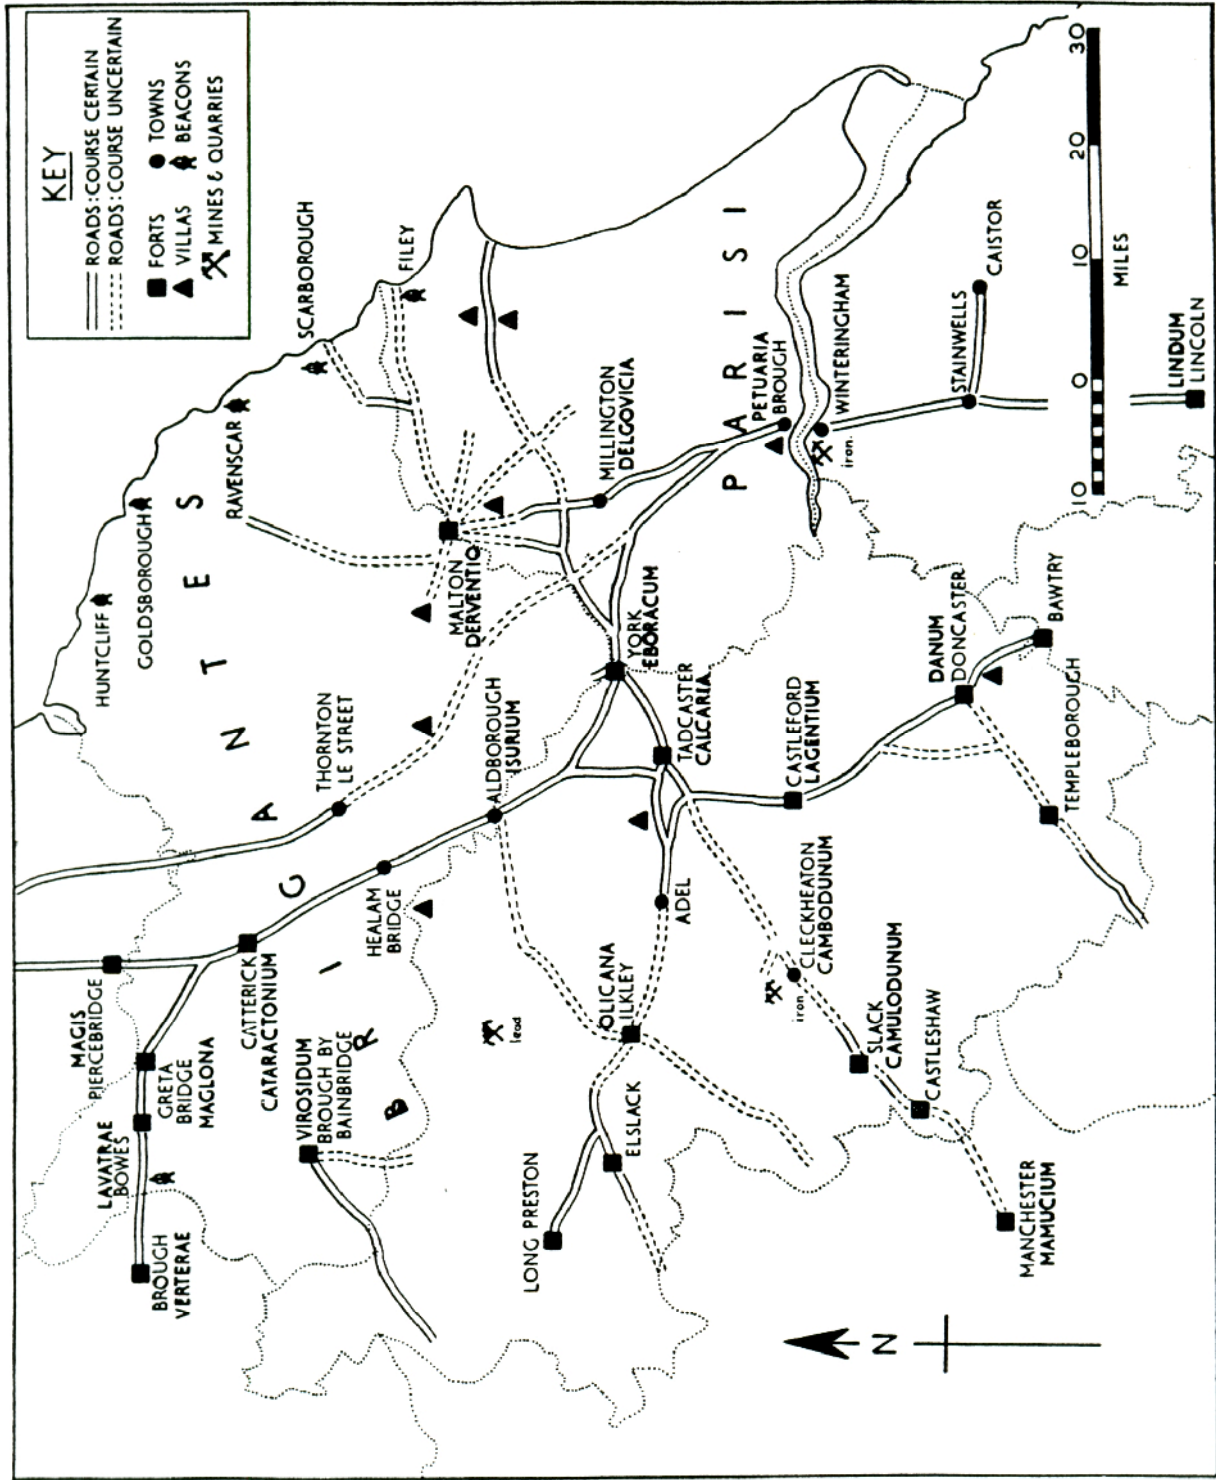 KEY
ROADS: COURSE CERTAIN
ROADS: COURSE UNCERTAIN
FORTS
TOWNS
VILLAS
BEACONS
MINES & QUARRIES
BRIGANTES
PARISI
HUNTCLIFF
GOLDSBOROUGH
RAVENSCAR
SCARBOROUGH
FILEY
MAGIS
PIERCEBRIDGE
GRETA
BRIDGE
MAGLONA
LAVATRAE
BOWES
BROUGH
VERTERAE
CATTERICK
CATARACTONIUM
VIROSIDUM
BROUGH BY
BAINBRIDGE
THORNTON
LE STREET
HEALAM
BRIDGE
ALDBOROUGH
ISURIUM
MALTON
DERVENTIO
MILLINGTON
DELGOVICIA
YORK
EBORACUM
TADCASTER
CALCARIA
PETUARIA
BROUGH
WINTERINGHAM
iron.
lead
LONG PRESTON
ELSLACK
OLICANA
ILKLEY
ADEL
CASTLEFORD
LAGENTIUM
CLECKHEATON
CAMBODUNUM
iron
SLACK
CAMULODUNUM
CASTLESHAW
MANCHESTER
MAMUCIUM
DANUM
DONCASTER
BAWTRY
TEMPLEBOROUGH
STAINWELLS
CAISTOR
LINDUM
LINCOLN
N
10 0 10 20 30
MILES